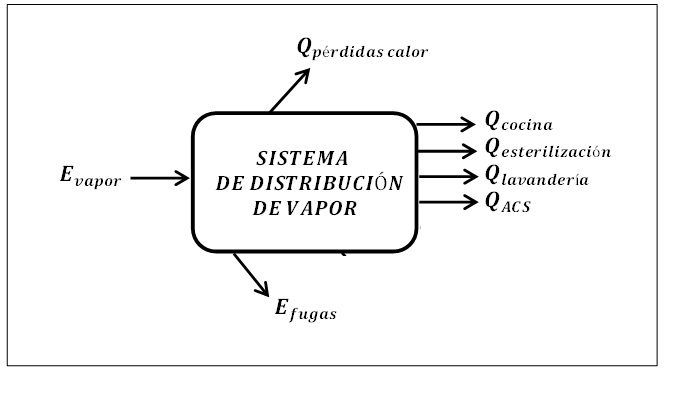 Q pérdidas calor
E vapor
SISTEMA
DE DISTRIBUCIÓN
DE VAPOR
Q cocina
Q esterilización
Q lavandería
Q ACS
E fugas